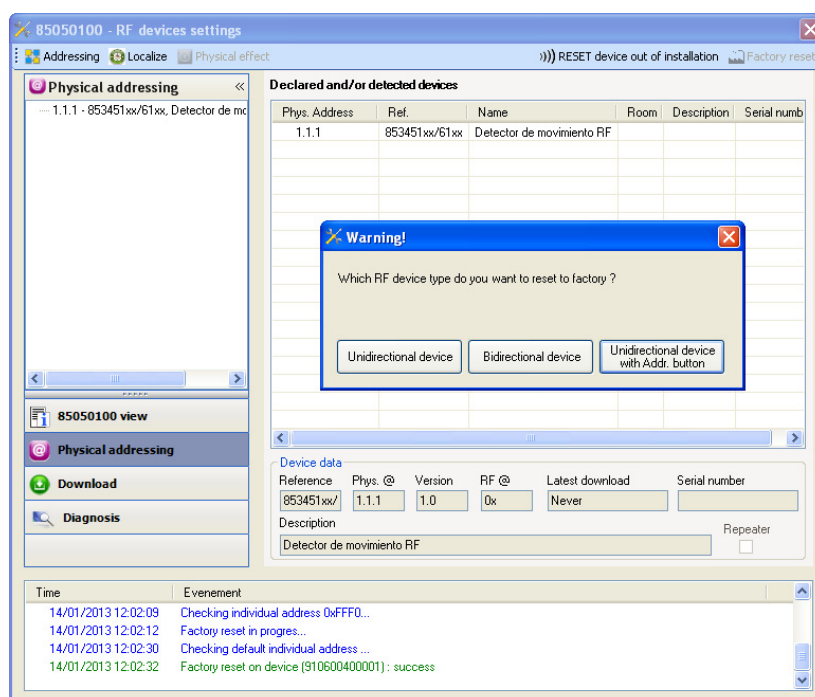 85050100 - RF devices settings
Addressing Localize Physical effect ))) RESET device out of installation Factory reset
Physical addressing «
1.1.1 - 853451xx/61xx, Detector de mc
85050100 view
Physical addressing
Download
Diagnosis
Declared and/or detected devices
Phys. Address Ref. Name Room Description Serial numb
1.1.1 853451xx/61xx Detector de movimiento RF
Warning!
Which RF device type do you want to reset to factory ?
Unidirectional device
Bidirectional device
Unidirectional device
with Addr. button
Device data
Reference Phys. @ Version RF @ Latest download Serial number
853451xx/ 1.1.1 1.0 0x Never
Description
Repeater
Detector de movimiento RF
Time Evenement
14/01/2013 12:02:09 Checking individual address 0xFFF0...
14/01/2013 12:02:12 Factory reset in progres...
14/01/2013 12:02:30 Checking default individual address ...
14/01/2013 12:02:32 Factory reset on device (910600400001) : success